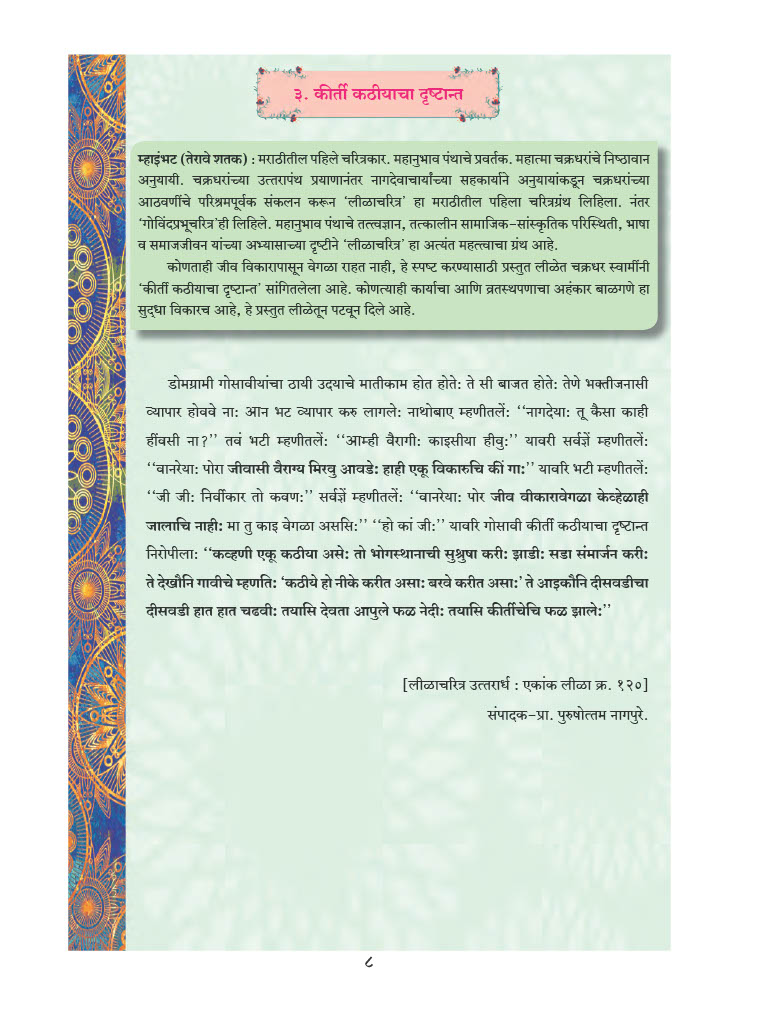 ३. कीर्ती कठीयाचा दृष्टान्त
म्हाइंभट (तेरावे शतक) : मराठीतील पहिले चरित्रकार. महानुभाव पंथाचे प्रवर्तक. महात्मा चक्रधरांचे निष्ठावान
अनुयायी. चक्रधरांच्या उत्तरापंथ प्रयाणानंतर नागदेवाचार्यांच्या सहकार्याने अनुयायांकडून चक्रधरांच्या
आठवणींचे परिश्रमपूर्वक संकलन करून ‘लीळाचरित्र’ हा मराठीतील पहिला चरित्रग्रंथ लिहिला. नंतर
‘गोविंदप्रभूचरित्र’ही लिहिले. महानुभाव पंथाचे तत्त्वज्ञान, तत्कालीन सामाजिक-सांस्कृतिक परिस्थिती, भाषा
व समाजजीवन यांच्या अभ्यासाच्या दृष्टीने ‘लीळाचरित्र’ हा अत्यंत महत्त्वाचा ग्रंथ आहे.
कोणताही जीव विकारापासून वेगळा राहत नाही, हे स्पष्ट करण्यासाठी प्रस्तुत लीळेत चक्रधर स्वामींनी
‘कीर्ती कठीयाचा दृष्टान्त’ सांगितलेला आहे. कोणत्याही कार्याचा आणि व्रतस्थपणाचा अहंकार बाळगणे हा
सुद्धा विकारच आहे, हे प्रस्तुत लीळेतून पटवून दिले आहे.
डोमग्रामी गोसावीयांचा ठायी उदयाचे मातीकाम होत होते: ते सी बाजत होते: तेणे भक्तीजनासी
व्यापार होववे ना: आन भट व्यापार करु लागले: नाथोबाए म्हणीतलें: ‘‘नागदेया: तू कैसा काही
हींवसी ना?’’ तवं भटी म्हणीतलें: ‘‘आम्ही वैरागी: काइसीया हीवु:’’ यावरी सर्वज्ञें म्हणीतलें:
‘‘वानरेया: पोरा जीवासी वैराग्य मिरवु आवडे: हाही एकू विकारुचि कीं गा:’’ यावरि भटी म्हणीतलें:
‘‘जी जी: निर्वीकार तो कवण:’’ सर्वज्ञें म्हणीतलें: ‘‘वानरेया: पोर जीव वीकारावेगळा केव्हेळाही
जालाचि नाही: मा तु काइ वेगळा अससि:’’ ‘‘हो कां जी:’’ यावरि गोसावी कीर्ती कठीयाचा दृष्टान्त
निरोपीला: ‘‘कव्हणी एकू कठीया असे: तो भोगस्थानाची सुश्रुषा करी: झाडी: सडा संमार्जन करी:
ते देखौनि गावीचे म्हणति: ‘कठीये हो नीके करीत असा: बरवे करीत असा:’ ते आइकौनि दीसवडीचा
दीसवडी हात हात चढवी: तयासि देवता आपुले फळ नेदी: तयासि कीर्तीचेचि फळ झाले:’’
[लीळाचरित्र उत्तरार्ध : एकांक लीळा क्र. १२०]
संपादक-प्रा. पुरुषोत्तम नागपुरे.
८